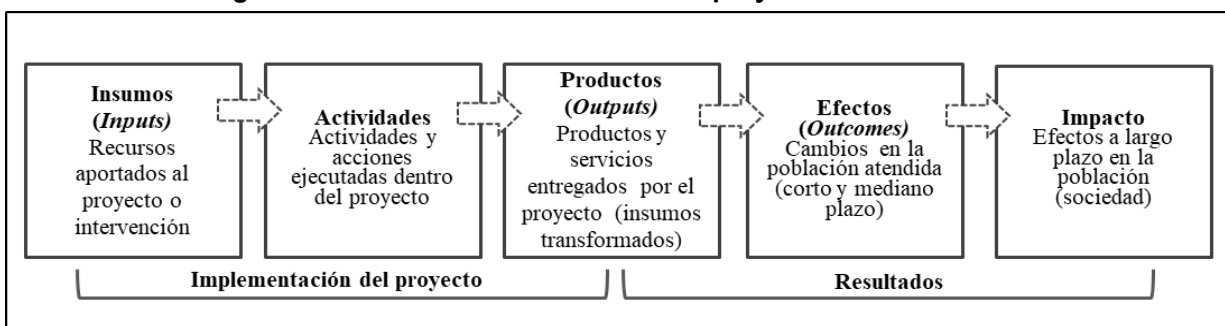 Insumos
(Inputs)
Recursos
aportados al
proyecto o
intervención
Actividades
Actividades y
acciones
ejecutadas dentro
del proyecto
Productos
(Outputs)
Productos y
servicios
entregados por el
proyecto (insumos
transformados)
Efectos
(Outcomes)
Cambios en la
población atendida
(corto y mediano
plazo)
Impacto
Efectos a largo
plazo en la
población
(sociedad)
Implementación del proyecto
Resultados